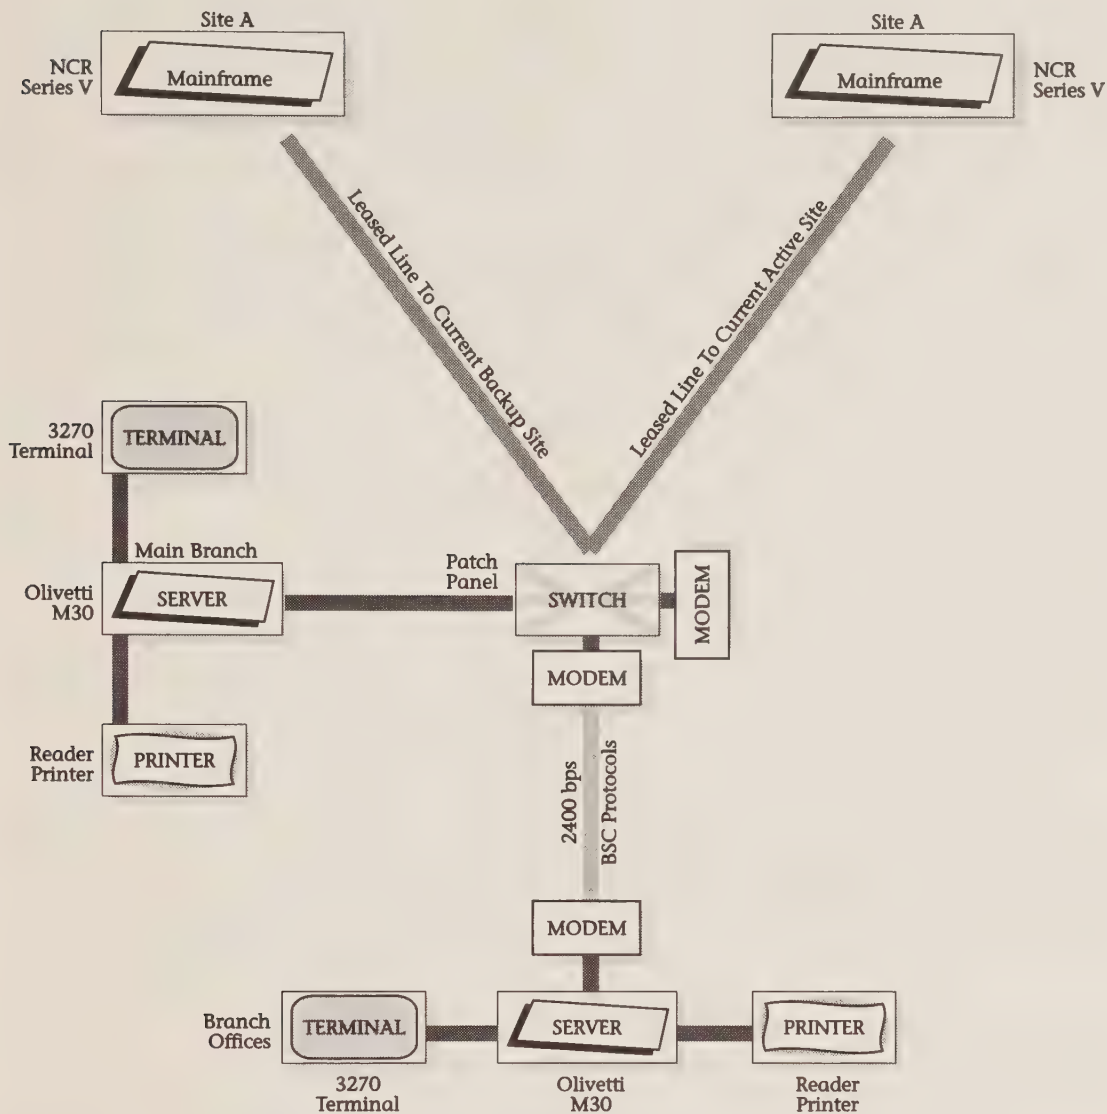 Site A
NCR
Series V
Mainframe
Site A
Mainframe
NCR
Series V
Leased Line To Current Backup Site
Leased Line To Current Active Site
3270
Terminal
TERMINAL
Main Branch
Olivetti
M30
SERVER
Patch
Panel
SWITCH
MODEM
MODEM
Reader
Printer
PRINTER
2400 bps
BSC Protocols
MODEM
Branch
Offices
TERMINAL
SERVER
PRINTER
3270
Terminal
Olivetti
M30
Reader
Printer